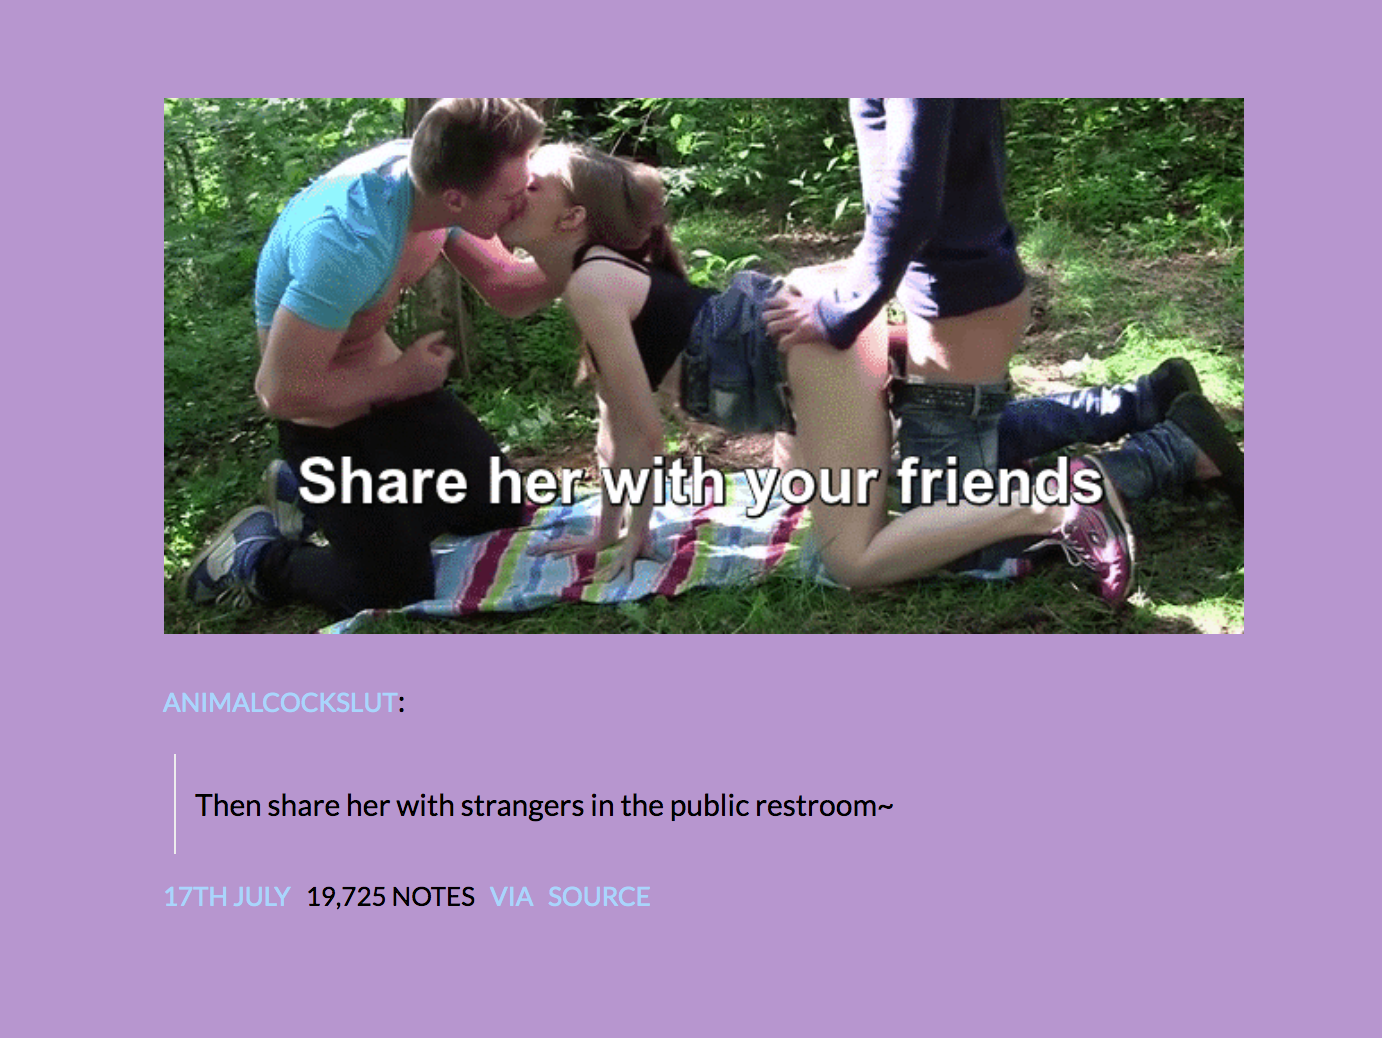 Share her with your friends
ANIMALCOCKSLUT:
Then share her with strangers in the public restroom~
17TH JULY 19,725 NOTES VIA SOURCE